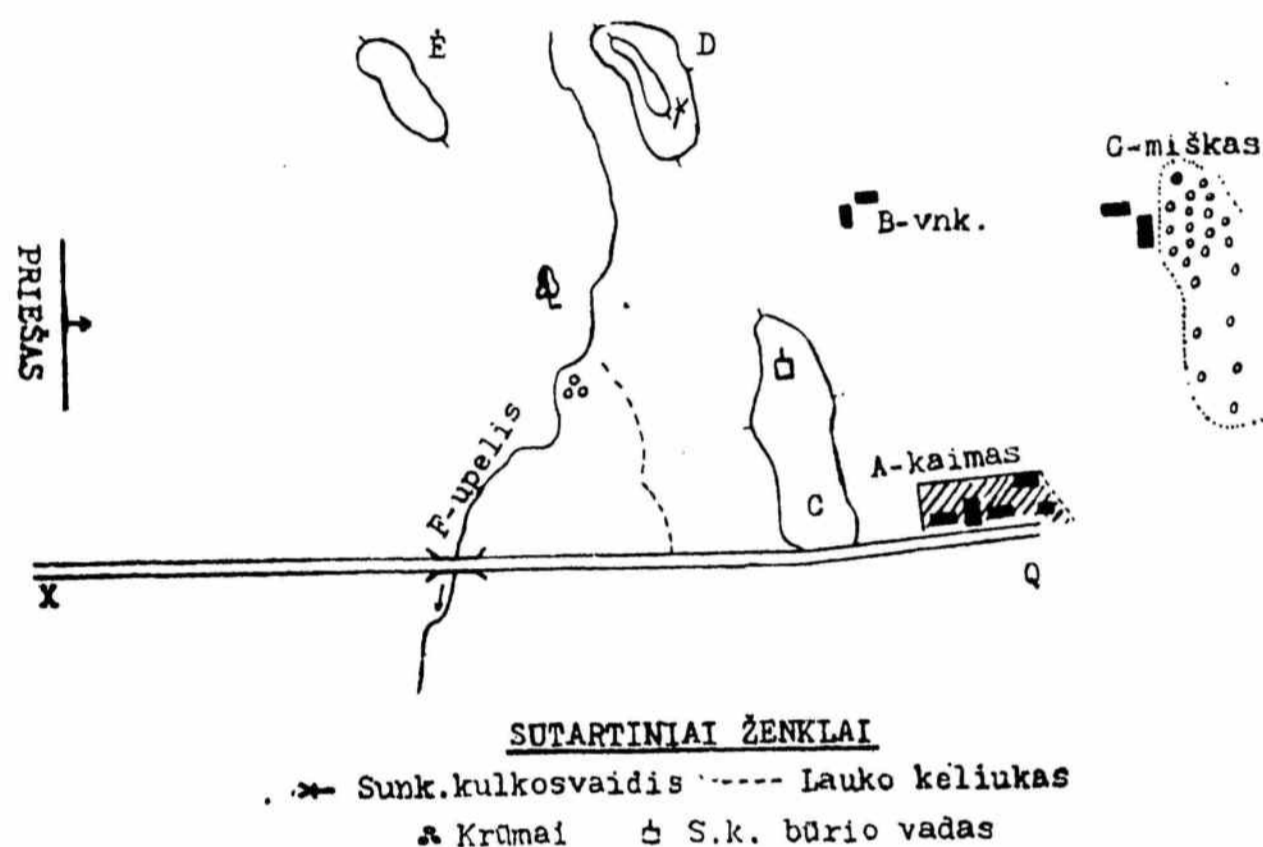 Ė
D
C-miškas
B-vnk.
PRIEŠAS
F-upelis
A-kaimas
C
X
Q
SUTARTINIAI ŽENKLAI
Sunk.kulkosvaidis ----- Lauko keliukas
Krūmai S.k. būrio vadas